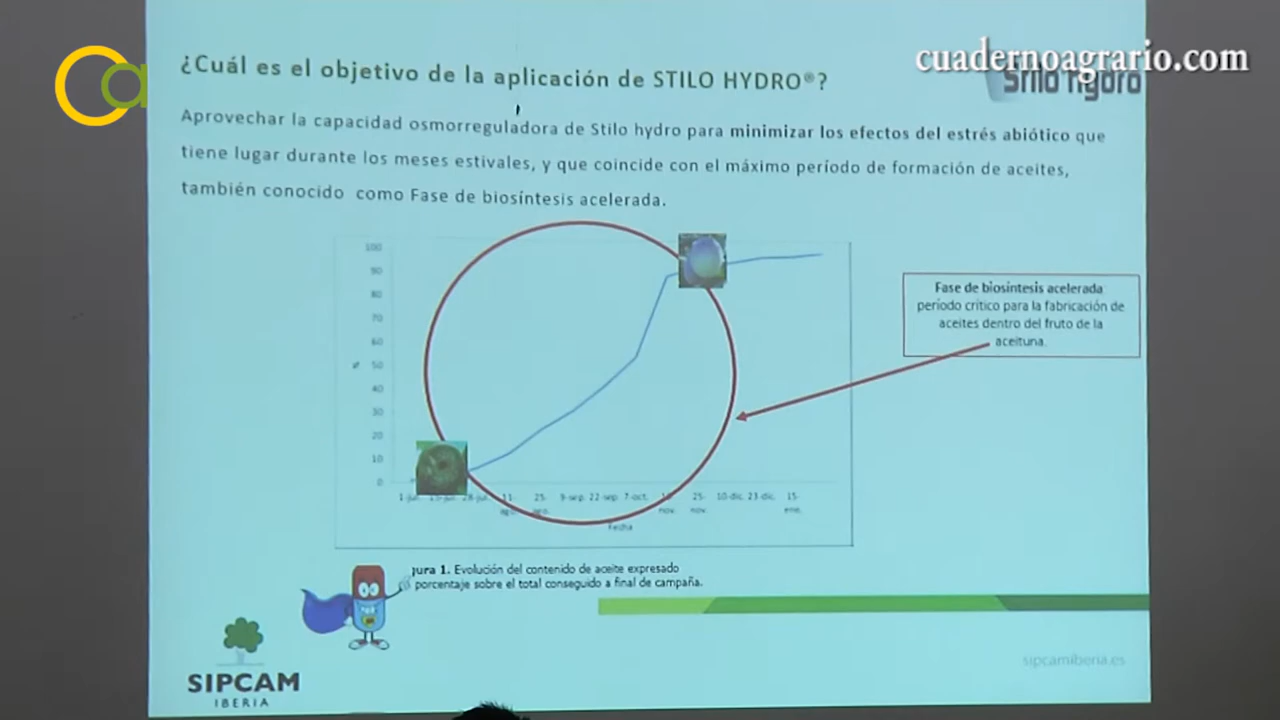 cuadernoagrario.com
Ca
¿Cuál es el objetivo de la aplicación de STILO HYDRO®?
Stilo hydro
Aprovechar la capacidad osmorreguladora de Stilo hydro para minimizar los efectos del estrés abiótico que
tiene lugar durante los meses estivales, y que coincide con el máximo período de formación de aceites,
también conocido como Fase de biosíntesis acelerada.
100
90
80
70
60
50
40
30
20
10
0
%
Fase de biosíntesis acelerada
período crítico para la fabricación de
aceites dentro del fruto de la
aceituna.
1-jul. 15-jul. 28-jul. 11- 25- 9-sep. 22-sep. 7-oct. 25- 10-dic. 23-dic. 15-
ago. ago. nov. nov. ene.
Fecha
jura 1. Evolución del contenido de aceite expresado
porcentaje sobre el total conseguido a final de campaña.
SIPCAM
IBERIA
sipcamiberia.es